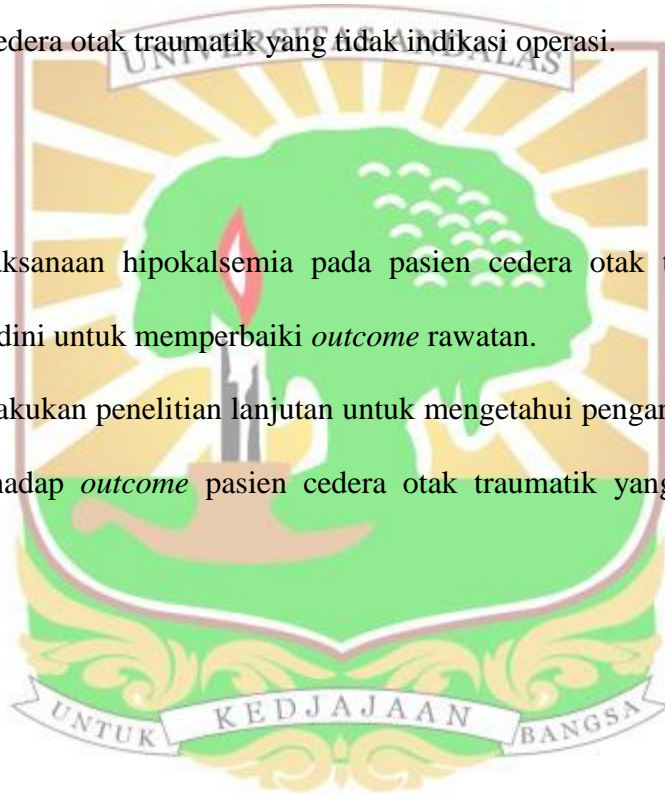 edera otak traumatik yang tidak indikasi operasi.
UNIVERSITAS ANDALAS
aksanaan hipokalsemia pada pasien cedera otak t
dini untuk memperbaiki outcome rawatan.
akukan penelitian lanjutan untuk mengetahui pengar
hadap outcome pasien cedera otak traumatik yang
UNTUK KEDJAJAAN BANGSA